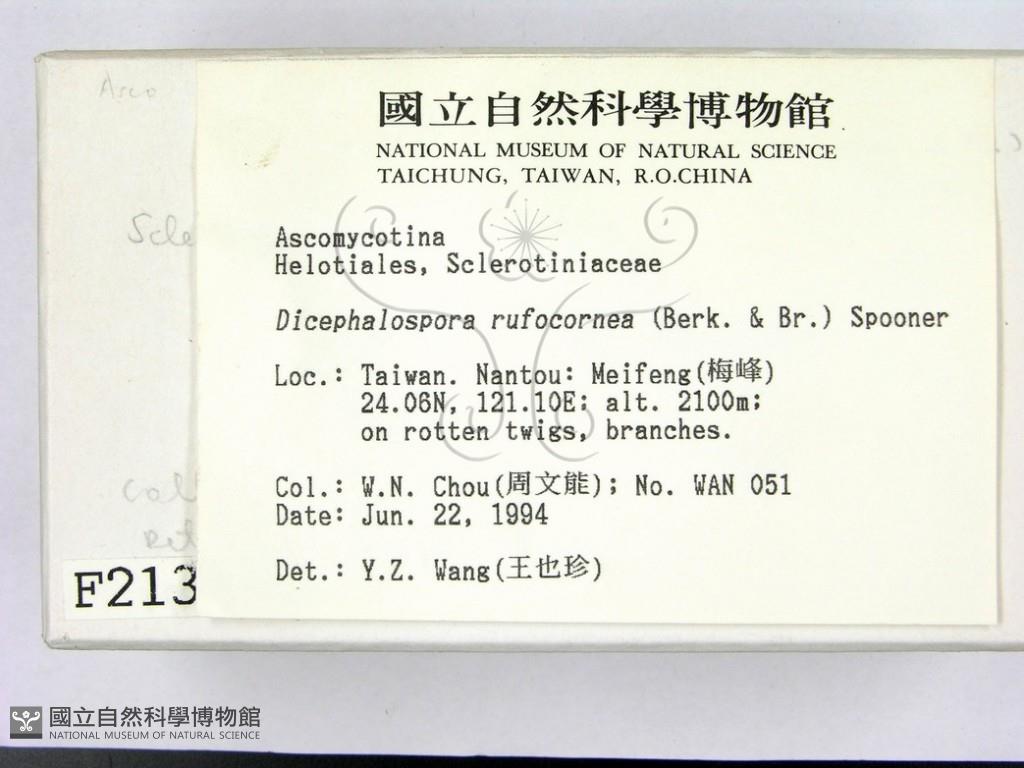 Asco
國立自然科學博物館
NATIONAL MUSEUM OF NATURAL SCIENCE
TAICHUNG, TAIWAN, R.O.CHINA
Scle
Ascomycotina
Helotiales, Sclerotiniaceae
Dicephalospora rufocornea (Berk. & Br.) Spooner
Loc.: Taiwan. Nantou: Meifeng(梅峰)
24.06N, 121.10E; alt. 2100m;
on rotten twigs, branches.
Col.: W.N. Chou(周文能); No. WAN 051
Date: Jun. 22, 1994
Det.: Y.Z. Wang(王也珍)
F213
國立自然科學博物館
NATIONAL MUSEUM OF NATURAL SCIENCE